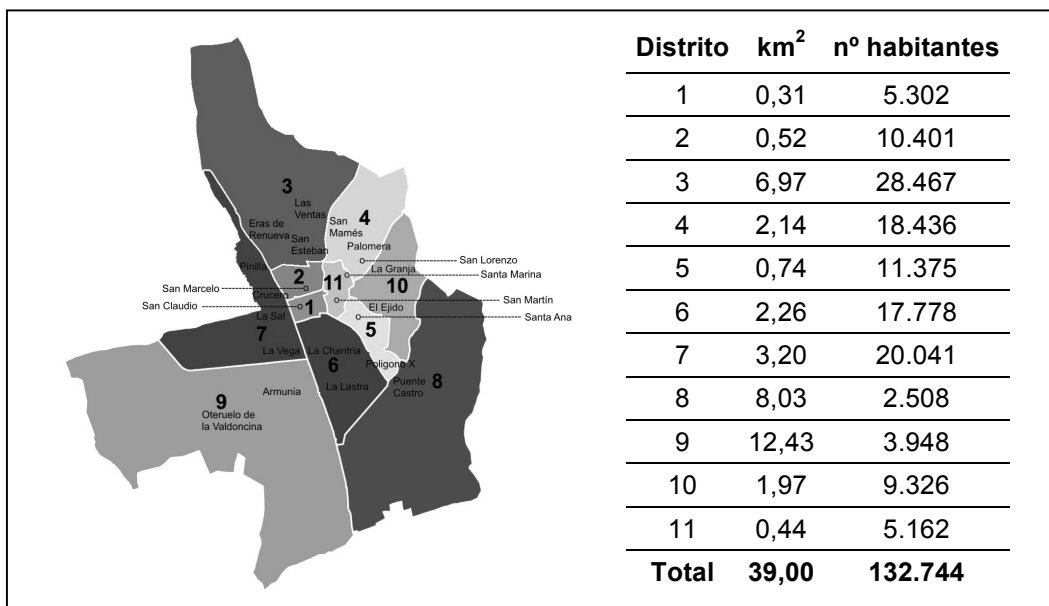 3
Las
Ventas
Eras de
Renueva
San
Esteban
San
Mamés
4
Palomera
San Lorenzo
Pinilla
La Granja
Santa Marina
2
11
10
San Marcelo
Crucero
San Martín
San Claudio
1
El Ejido
La Sal
5
Santa Ana
7
La Vega
La Chantria
6
Poligono X
La Lastra
Puente
Castro
8
Armunia
9
Oteruelo de
la Valdoncina
Distrito km² nº habitantes
1 0,31 5.302
2 0,52 10.401
3 6,97 28.467
4 2,14 18.436
5 0,74 11.375
6 2,26 17.778
7 3,20 20.041
8 8,03 2.508
9 12,43 3.948
10 1,97 9.326
11 0,44 5.162
Total 39,00 132.744